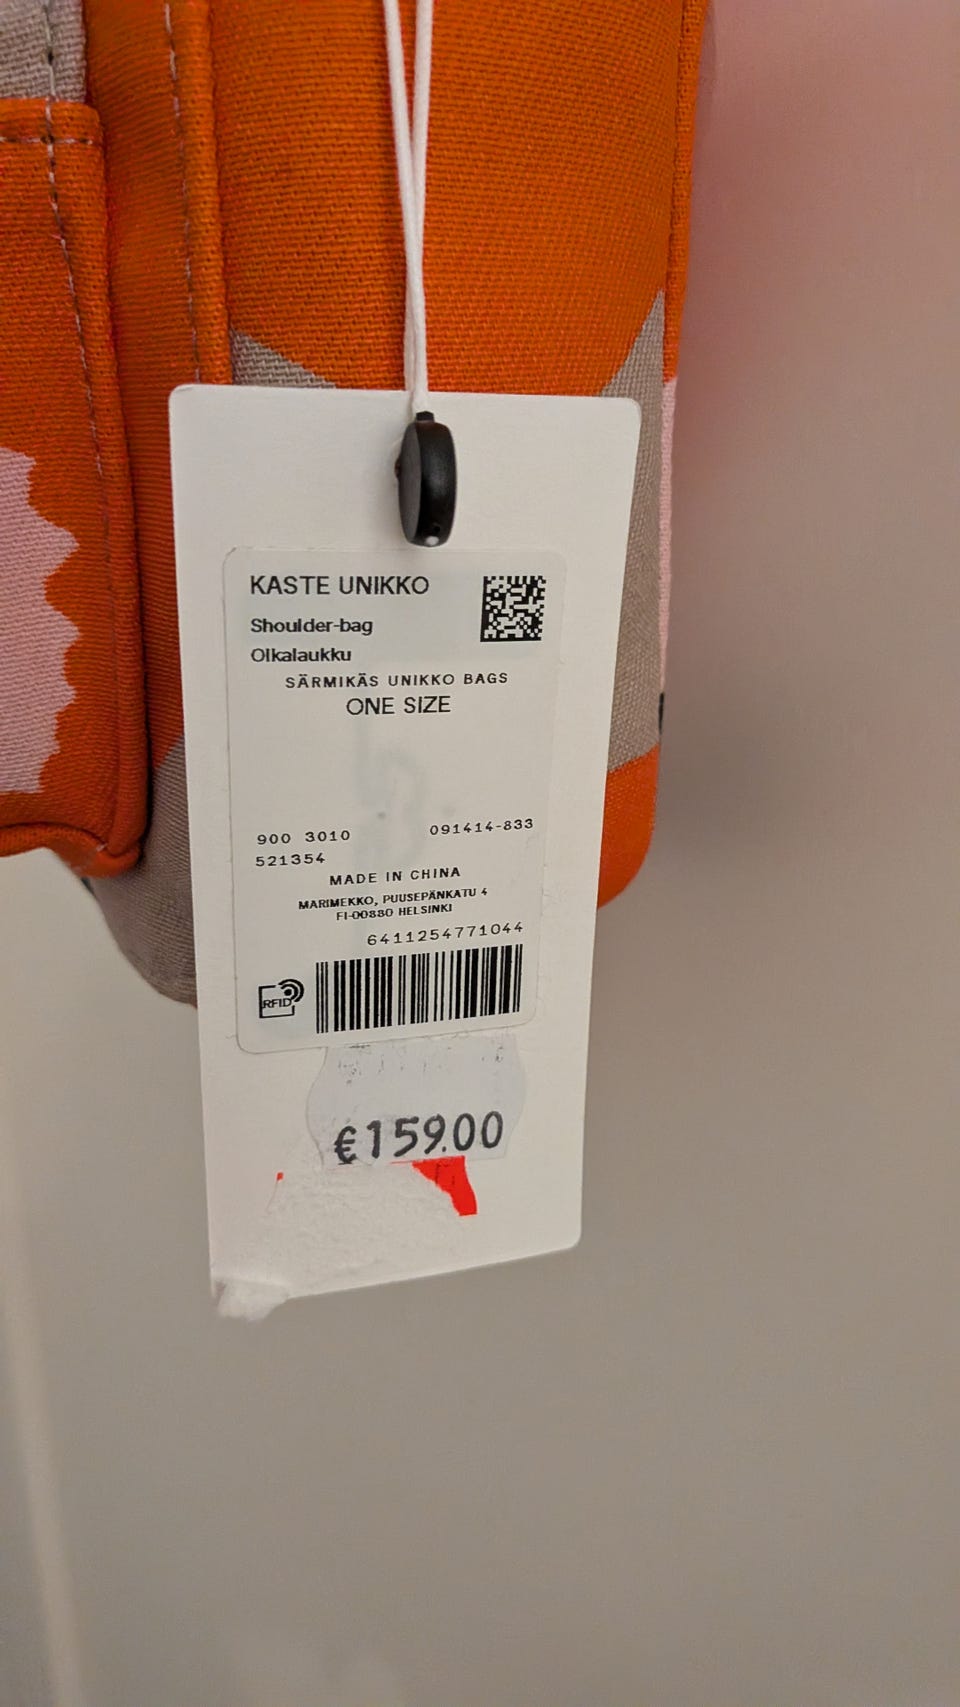 KASTE UNIKKO
Shoulder-bag
Olkalaukku
SÄRMIKÄS UNIKKO BAGS
ONE SIZE
900 3010 091414-833
521354
MADE IN CHINA
MARIMEKKO, PUUSEPÄNKATU 4
FI-00880 HELSINKI
6411254771044
RFID
€159.00